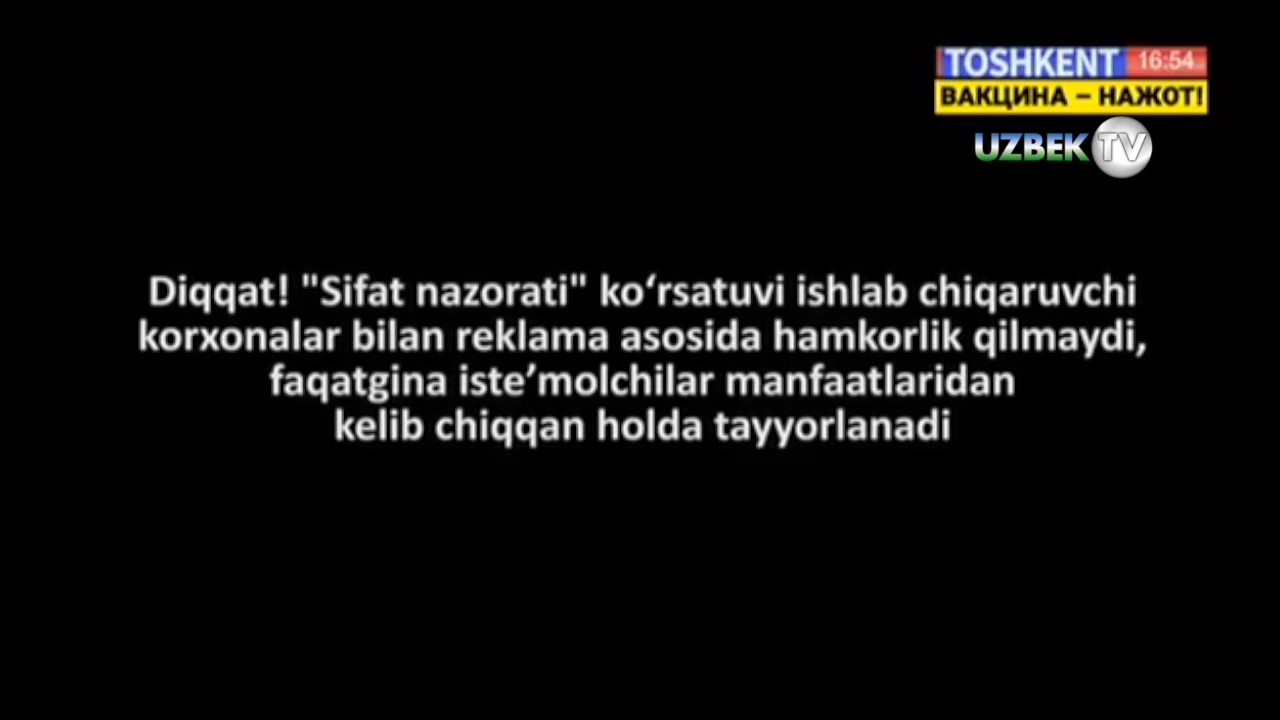 TOSHKENT 16:54
ВАКЦИНА – НАЖОТ!
UZBEK TV
Diqqat! "Sifat nazorati" ko‘rsatuvi ishlab chiqaruvchi
korxonalar bilan reklama asosida hamkorlik qilmaydi,
faqatgina iste’molchilar manfaatlaridan
kelib chiqqan holda tayyorlanadi